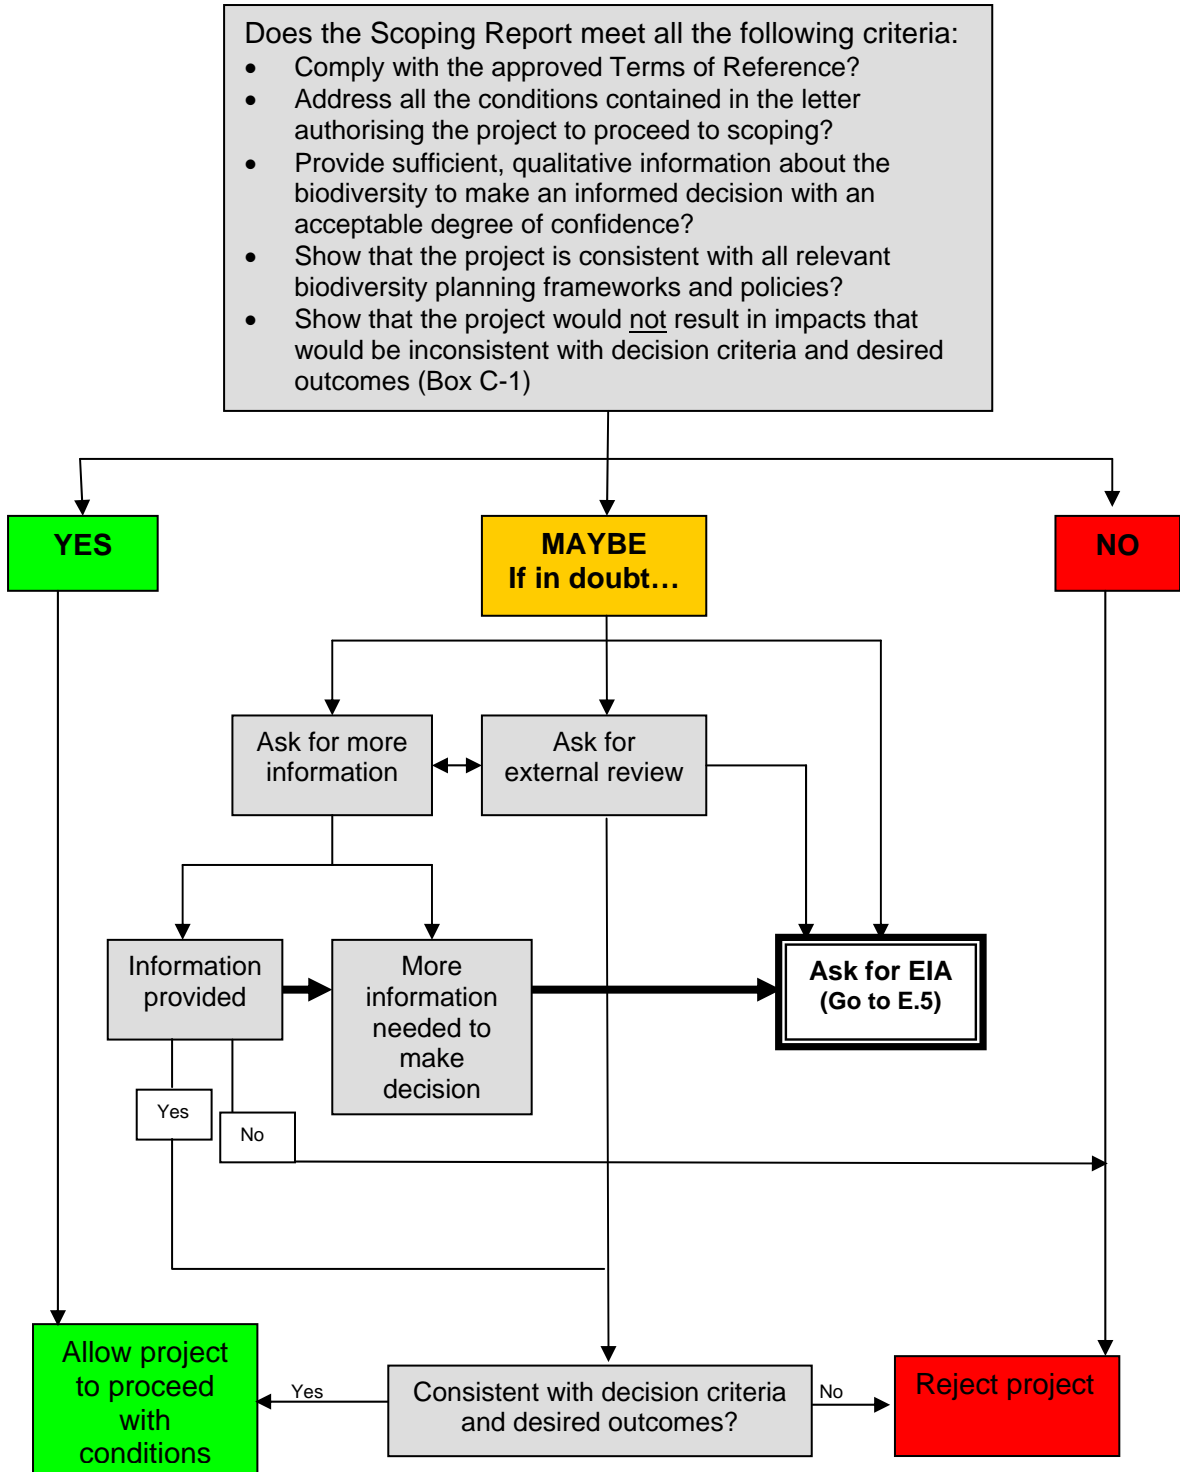 Does the Scoping Report meet all the following criteria:
• Comply with the approved Terms of Reference?
• Address all the conditions contained in the letter
authorising the project to proceed to scoping?
• Provide sufficient, qualitative information about the
biodiversity to make an informed decision with an
acceptable degree of confidence?
• Show that the project is consistent with all relevant
biodiversity planning frameworks and policies?
• Show that the project would not result in impacts that
would be inconsistent with decision criteria and desired
outcomes (Box C-1)
YES
MAYBE
If in doubt…
NO
Ask for more
information
Ask for
external review
Information
provided
More
information
needed to
make
decision
Ask for EIA
(Go to E.5)
Yes
No
Allow project
to proceed
with
conditions
Yes
Consistent with decision criteria
and desired outcomes?
No
Reject project